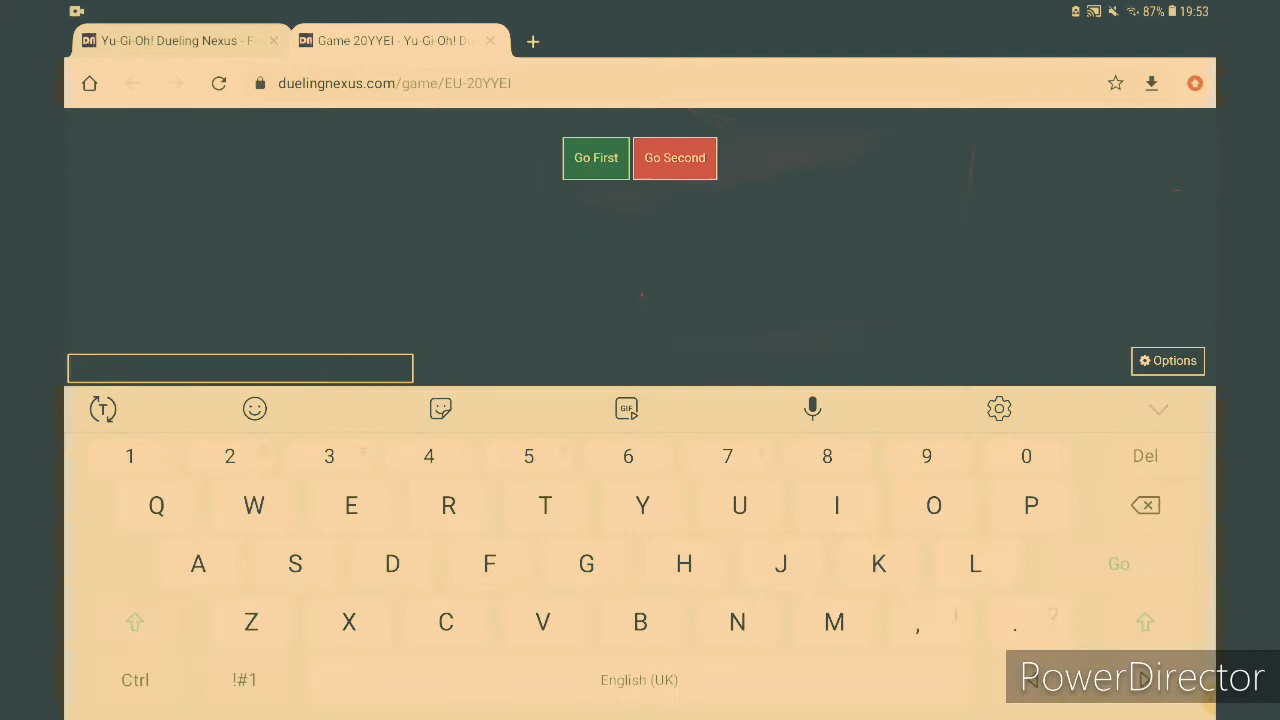 87% 19:53
Yu-Gi-Oh! Dueling Nexus - F
Game 20YYEI - Yu-Gi-Oh! Du
duelingnexus.com/game/EU-20YYEI
Go First Go Second
Options
T GIF
1 2 3 4 5 6 7 8 9 0 Del
Q W E R T Y U I O P
A S D F G H J K L Go
Z X C V B N M , ! . ?
Ctrl !#1 English (UK)
PowerDirector